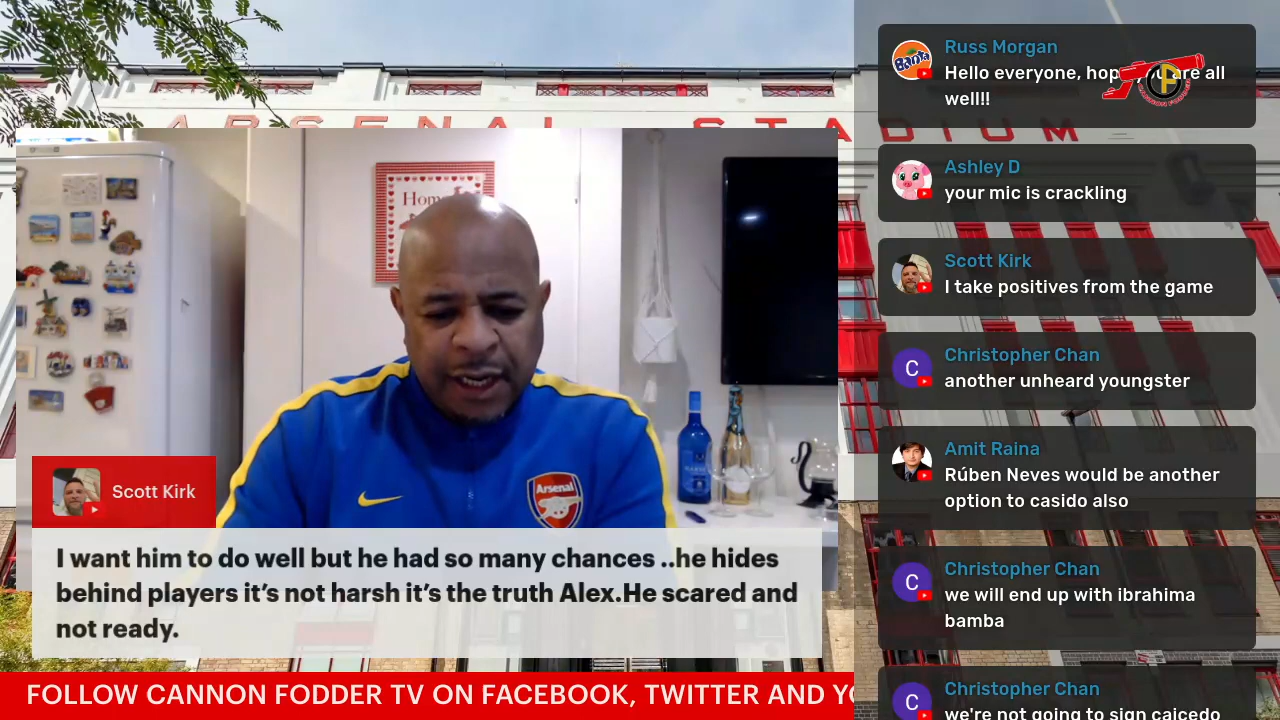 ARSENAL STADIUM
Hom
Arsenal
Scott Kirk
I want him to do well but he had so many chances ..he hides
behind players it’s not harsh it’s the truth Alex.He scared and
not ready.
FOLLOW CANNON FODDER TV ON FACEBOOK, TWITTER AND
Russ Morgan
Hello everyone, are all
well!!
Ashley D
your mic is crackling
Scott Kirk
I take positives from the game
C
Christopher Chan
another unheard youngster
Amit Raina
Rúben Neves would be another
option to casido also
C
Christopher Chan
we will end up with ibrahima
bamba
C
Christopher Chan
we're not going to sign caicedo